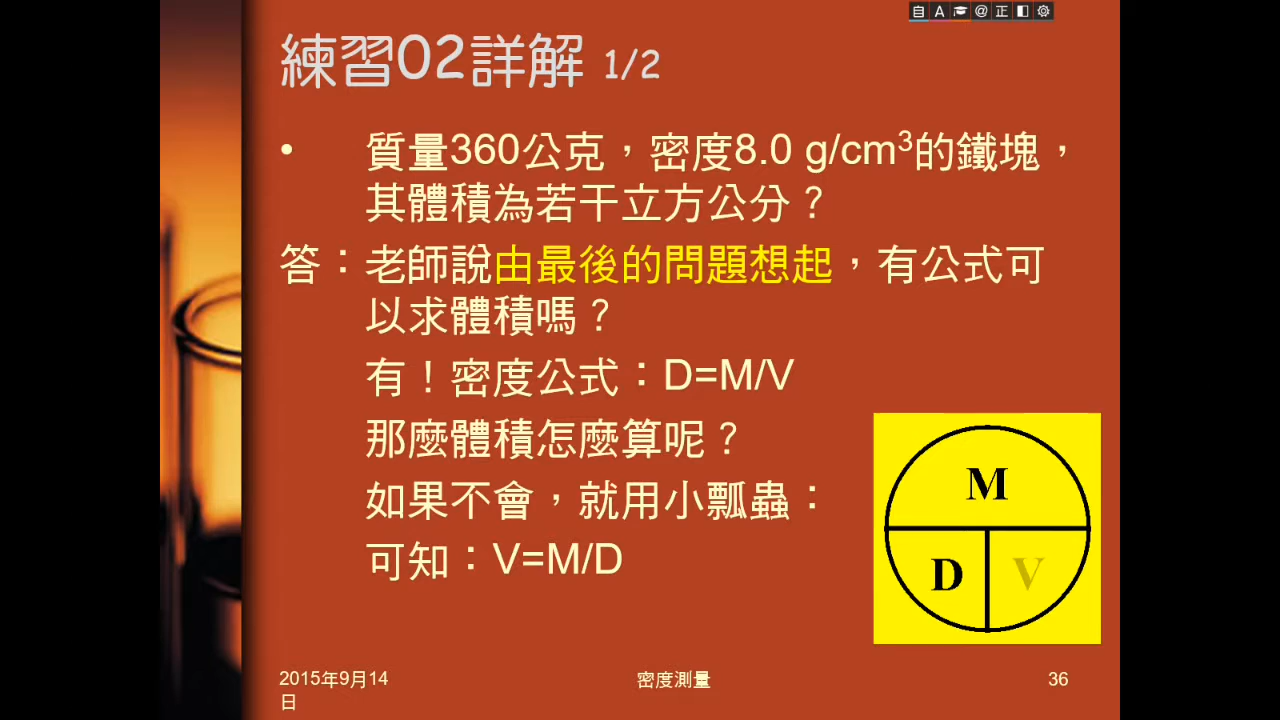 自 A @ 正
練習02詳解 1/2
• 質量360公克，密度8.0 g/cm³的鐵塊，
其體積為若干立方公分？
答：老師說由最後的問題想起，有公式可
以求體積嗎？
有！密度公式：D=M/V
那麼體積怎麼算呢？
如果不會，就用小瓢蟲：
可知：V=M/D
M
D V
2015年9月14
日
密度測量
36